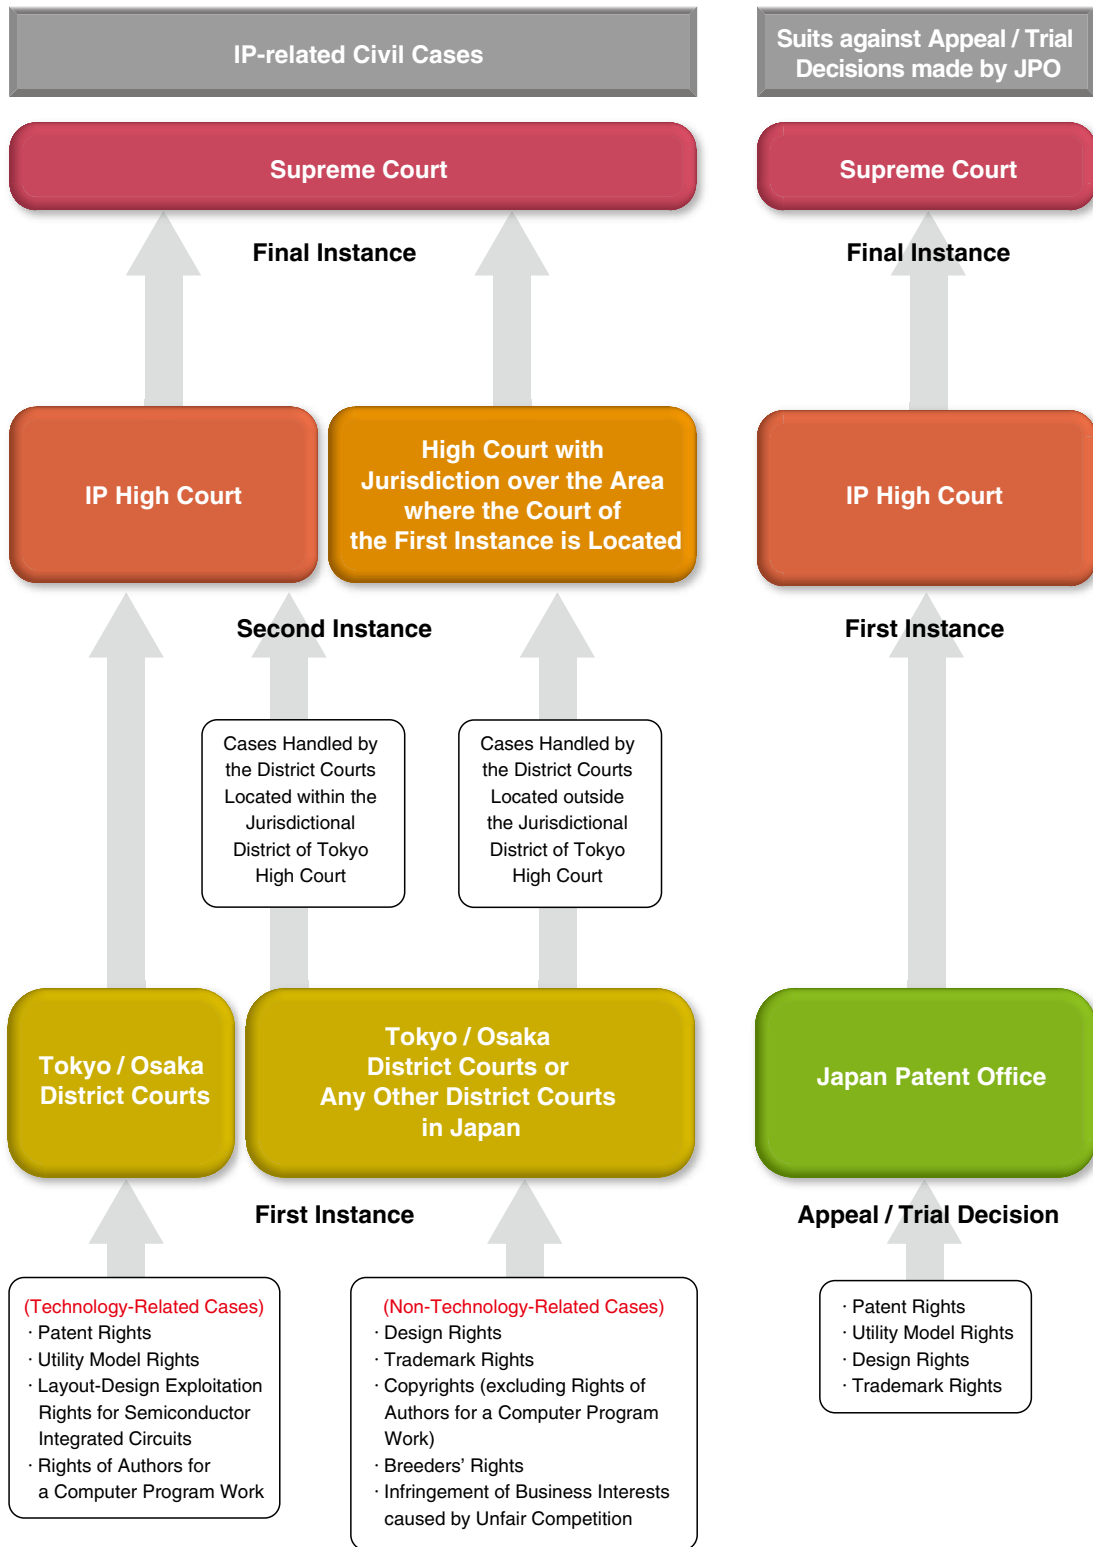 IP-related Civil Cases
Suits against Appeal / Trial
Decisions made by JPO
Supreme Court
Supreme Court
Final Instance
Final Instance
IP High Court
High Court with
Jurisdiction over the Area
where the Court of
the First Instance is Located
IP High Court
Second Instance
First Instance
Cases Handled by
the District Courts
Located within the
Jurisdictional
District of Tokyo
High Court
Cases Handled by
the District Courts
Located outside
the Jurisdictional
District of Tokyo
High Court
Tokyo / Osaka
District Courts
Tokyo / Osaka
District Courts or
Any Other District Courts
in Japan
Japan Patent Office
First Instance
Appeal / Trial Decision
(Technology-Related Cases)
· Patent Rights
· Utility Model Rights
· Layout-Design Exploitation
Rights for Semiconductor
Integrated Circuits
· Rights of Authors for
a Computer Program Work
(Non-Technology-Related Cases)
· Design Rights
· Trademark Rights
· Copyrights (excluding Rights of
Authors for a Computer Program
Work)
· Breeders’ Rights
· Infringement of Business Interests
caused by Unfair Competition
· Patent Rights
· Utility Model Rights
· Design Rights
· Trademark Rights